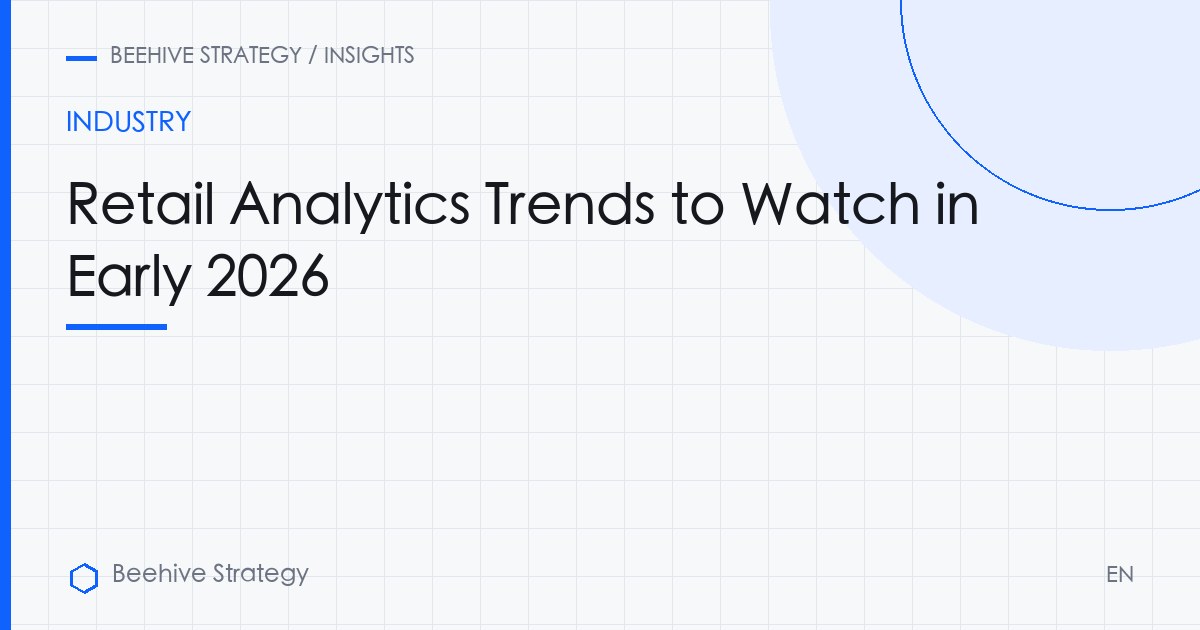 BEEHIVE STRATEGY / INSIGHTS
INDUSTRY
Retail Analytics Trends to Watch in
Early 2026
Beehive Strategy
EN